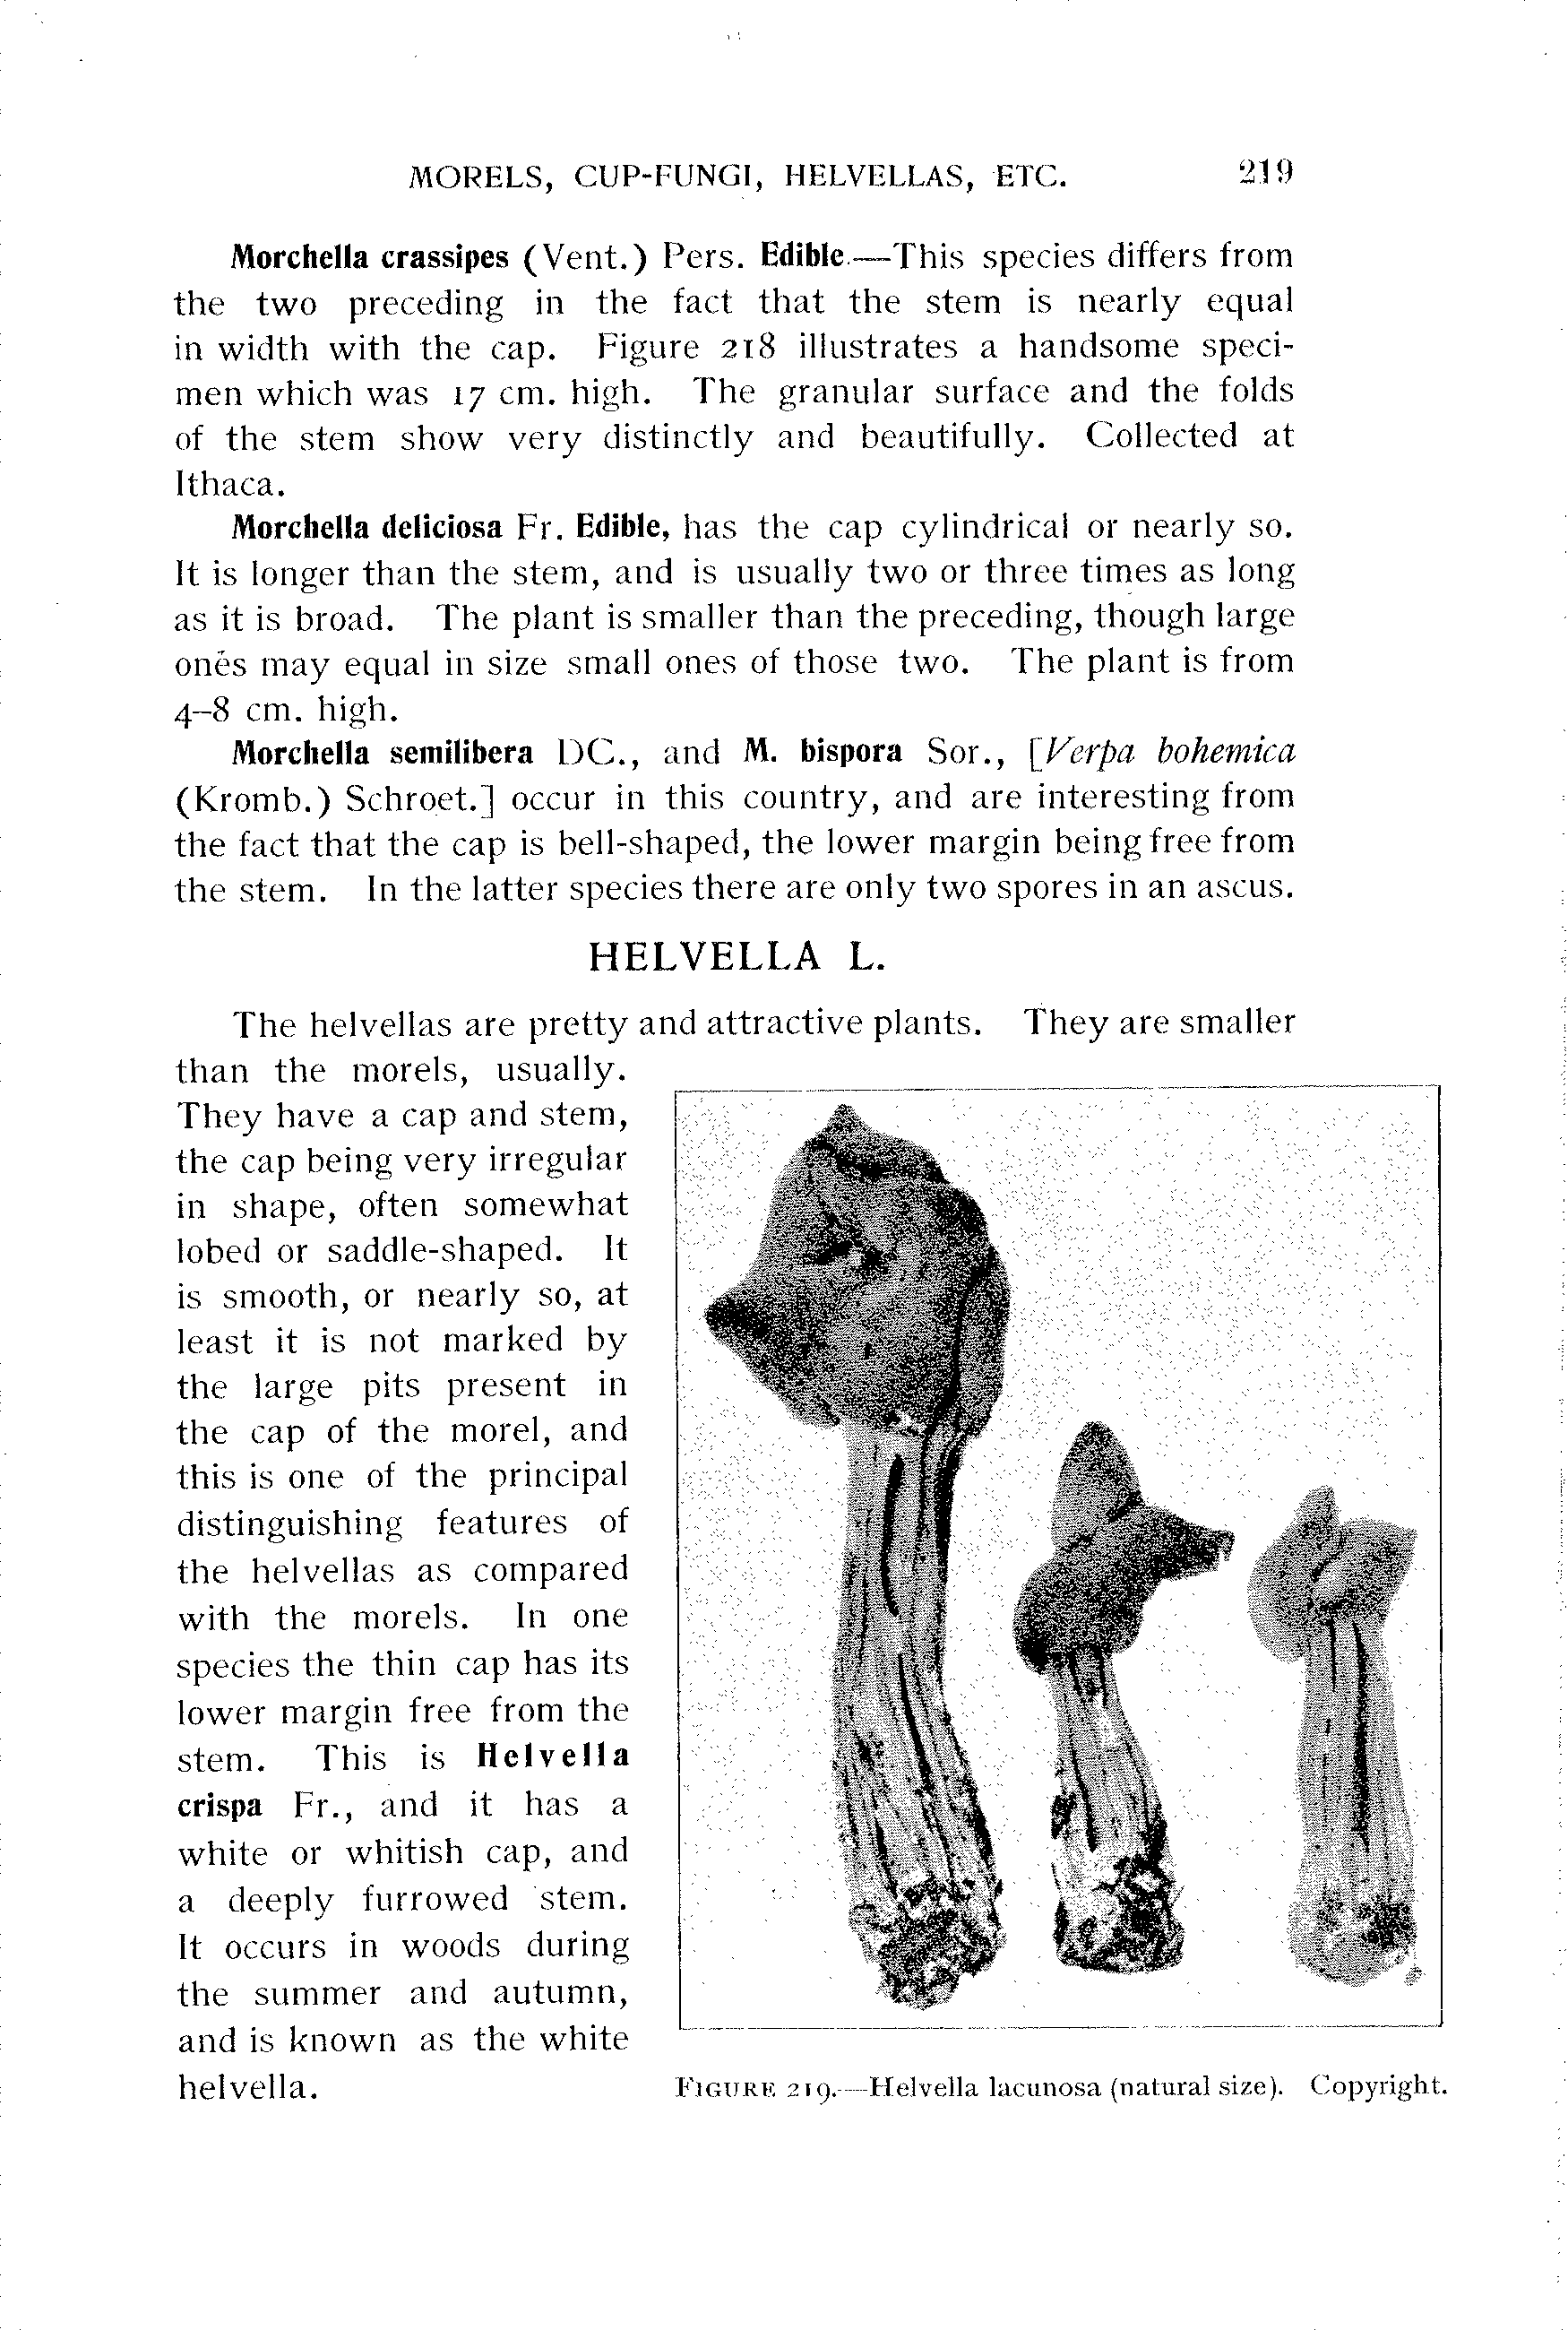 MORELS, CUP-FUNGI, HELVELLAS, ETC. 219
Morchella crassipes (Vent.) Pers. Edible.—This species differs from
the two preceding in the fact that the stem is nearly equal
in width with the cap. Figure 218 illustrates a handsome speci-
men which was 17 cm. high. The granular surface and the folds
of the stem show very distinctly and beautifully. Collected at
Ithaca.
Morchella deliciosa Fr. Edible, has the cap cylindrical or nearly so.
It is longer than the stem, and is usually two or three times as long
as it is broad. The plant is smaller than the preceding, though large
ones may equal in size small ones of those two. The plant is from
4–8 cm. high.
Morchella semilibera DC., and M. bispora Sor., [Verpa bohemica
(Kromb.) Schroet.] occur in this country, and are interesting from
the fact that the cap is bell-shaped, the lower margin being free from
the stem. In the latter species there are only two spores in an ascus.
HELVELLA L.
The helvellas are pretty and attractive plants. They are smaller
than the morels, usually.
They have a cap and stem,
the cap being very irregular
in shape, often somewhat
lobed or saddle-shaped. It
is smooth, or nearly so, at
least it is not marked by
the large pits present in
the cap of the morel, and
this is one of the principal
distinguishing features of
the helvellas as compared
with the morels. In one
species the thin cap has its
lower margin free from the
stem. This is Helvella
crispa Fr., and it has a
white or whitish cap, and
a deeply furrowed stem.
It occurs in woods during
the summer and autumn,
and is known as the white
helvella.
FIGURE 219.—Helvella lacunosa (natural size). Copyright.